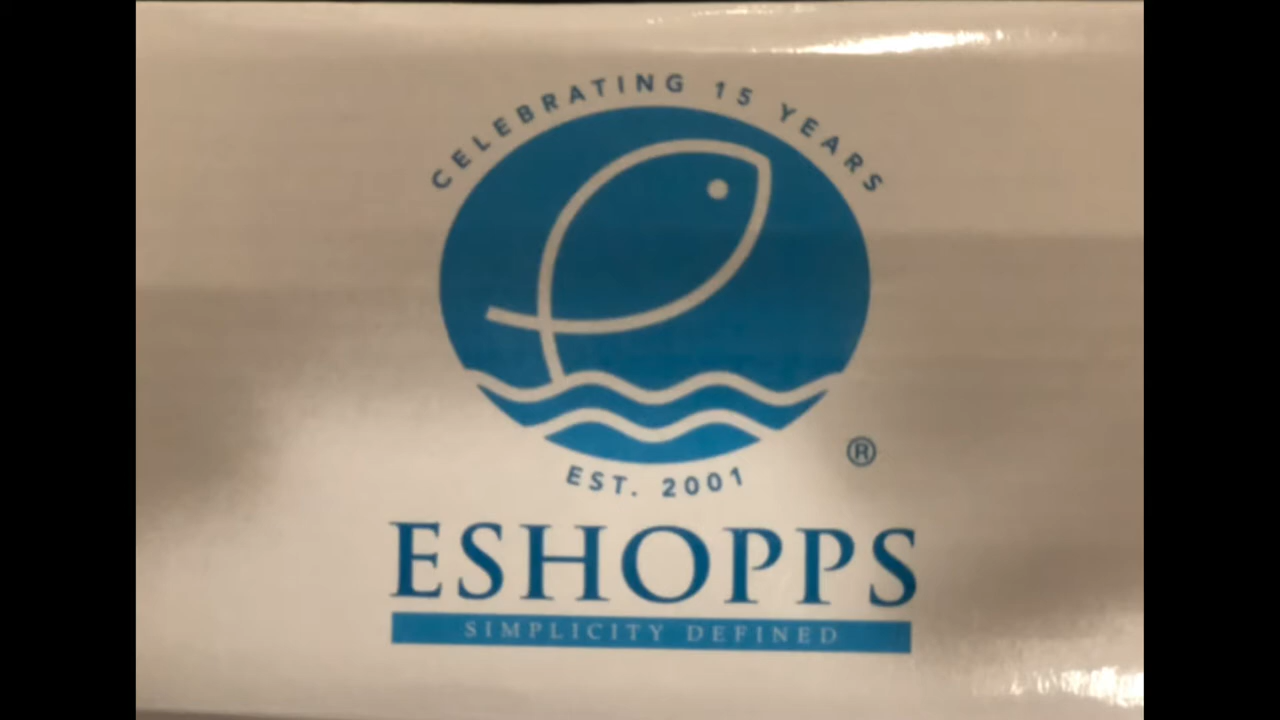 CELEBRATING 15 YEARS
®
EST. 2001
ESHOPPS
SIMPLICITY DEFINED